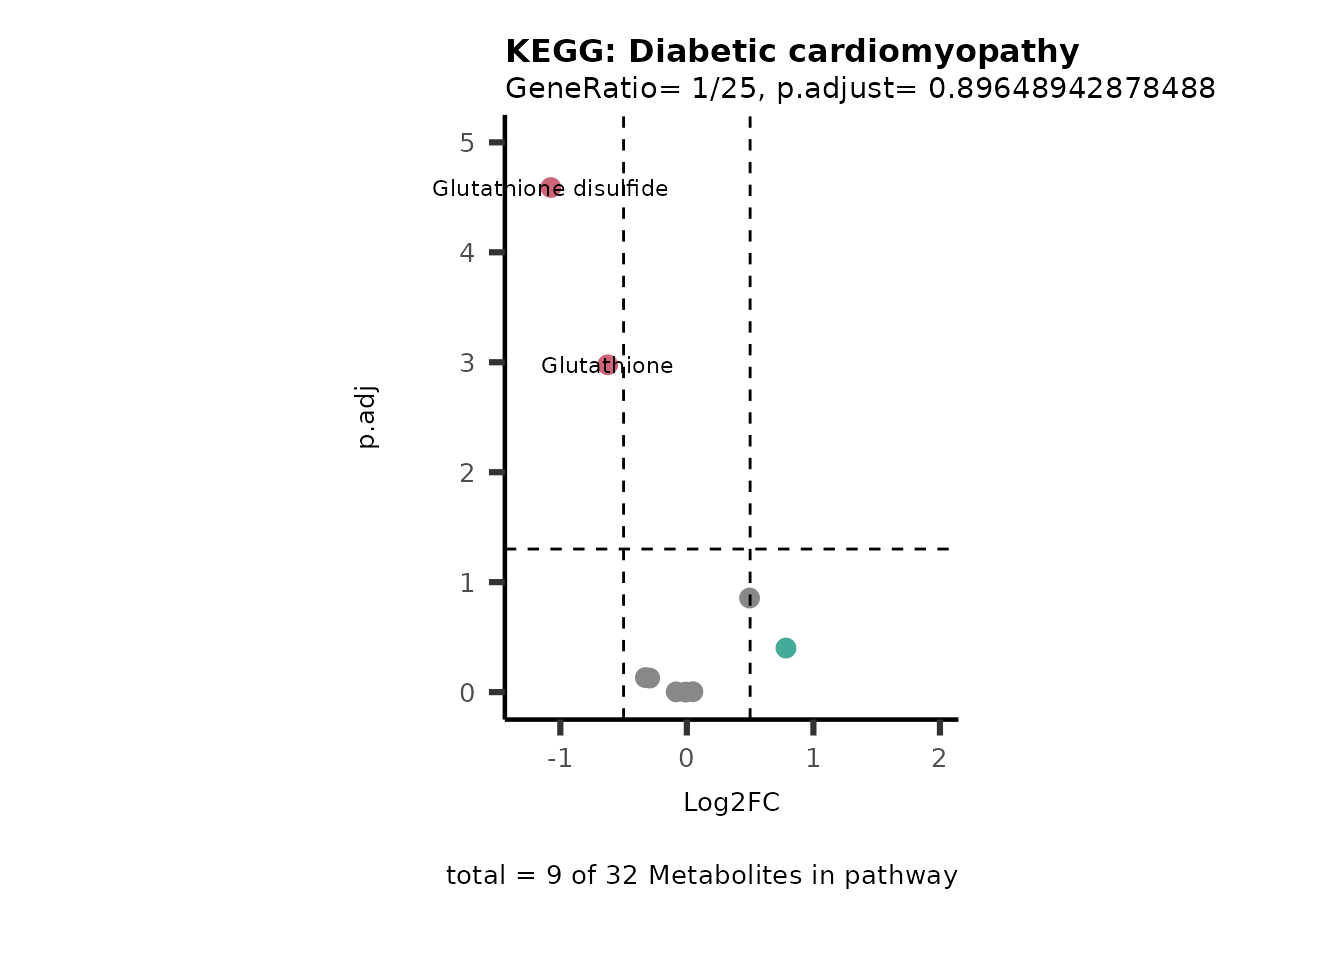 KEGG: Diabetic cardiomyopathy
GeneRatio= 1/25, p.adjust= 0.89648942878488
5
Glutathione disulfide
4
3
Glutathione
p.adj
2
1
0
-1 0 1 2
Log2FC
total = 9 of 32 Metabolites in pathway